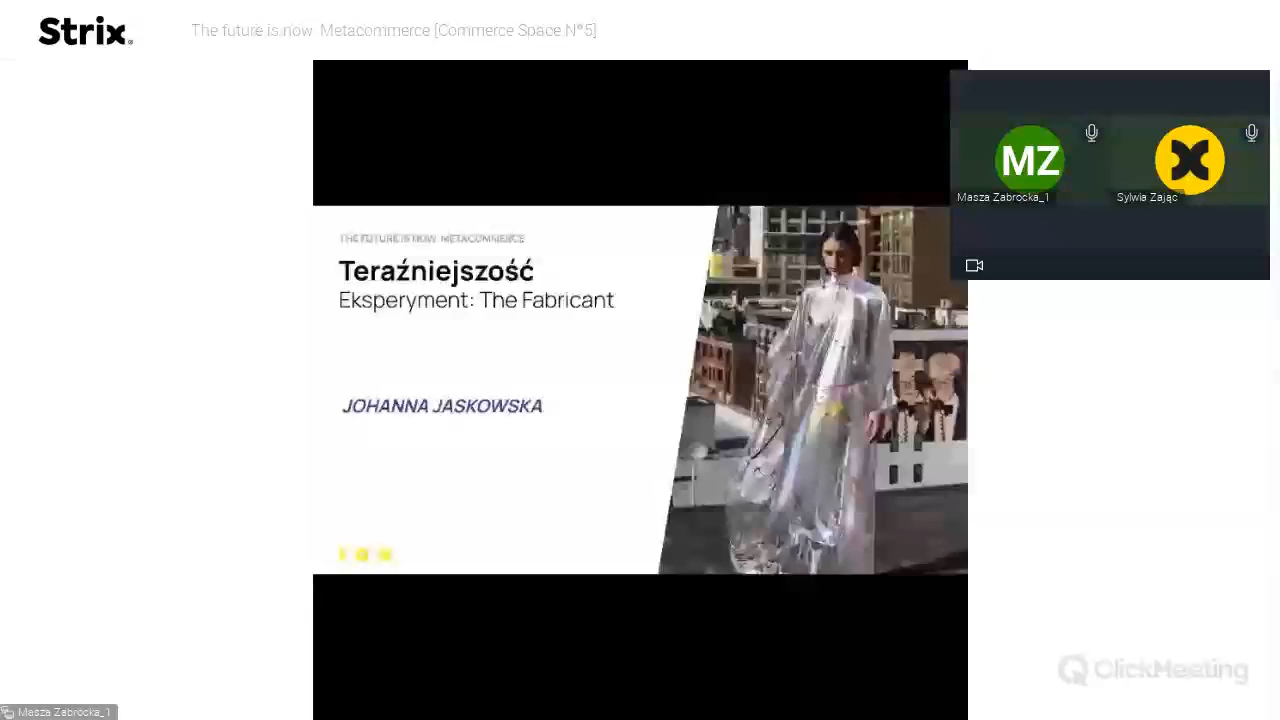 Strix
The future is now Metacommerce [Commerce Space N°5]
MZ
Masza Zabrocka_1
Sylwia Zając
THE FUTURE IS NOW METACOMMERCE
Teraźniejszość
Eksperyment: The Fabricant
JOHANNA JASKOWSKA
ClickMeeting
Masza Zabrocka_1